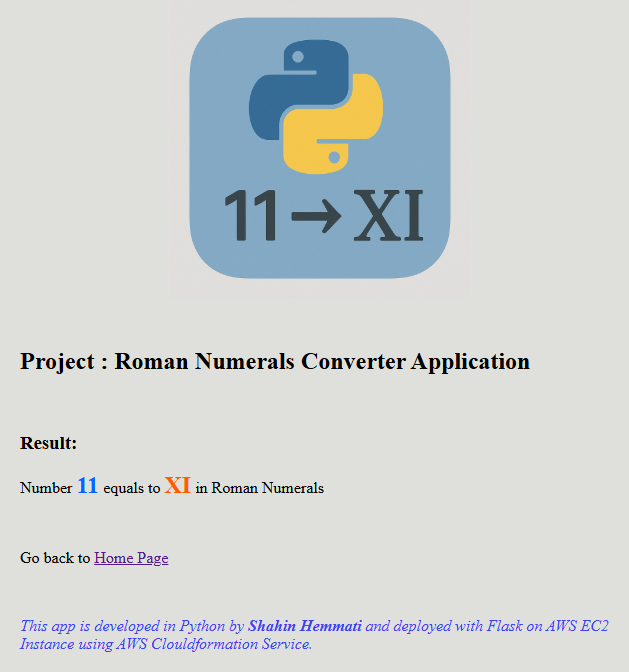 11→XI
Project : Roman Numerals Converter Application
Result:
Number 11 equals to XI in Roman Numerals
Go back to Home Page
This app is developed in Python by Shahin Hemmati and deployed with Flask on AWS EC2
Instance using AWS Clouldformation Service.